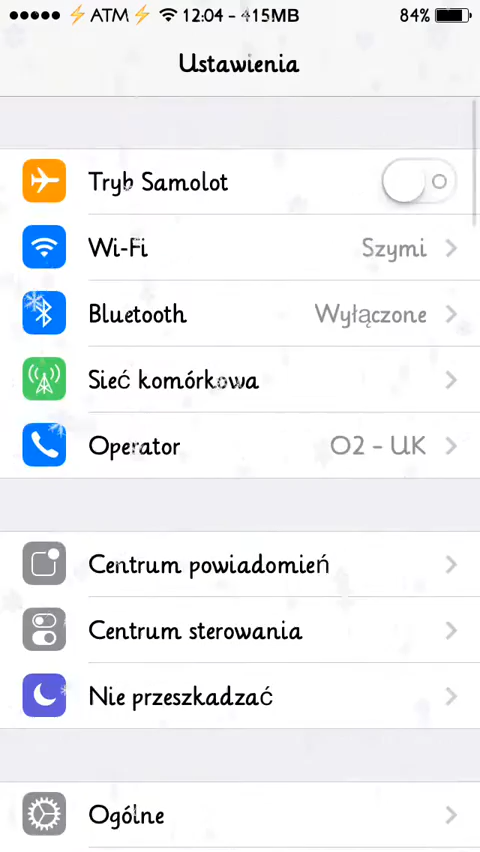 ⚡ATM⚡ 12:04 - 415MB 84%
Ustawienia
Tryb Samolot
Wi-Fi Szymi
Bluetooth Wyłączone
Sieć komórkowa
Operator O2 - UK
Centrum powiadomień
Centrum sterowania
Nie przeszkadzać
Ogólne